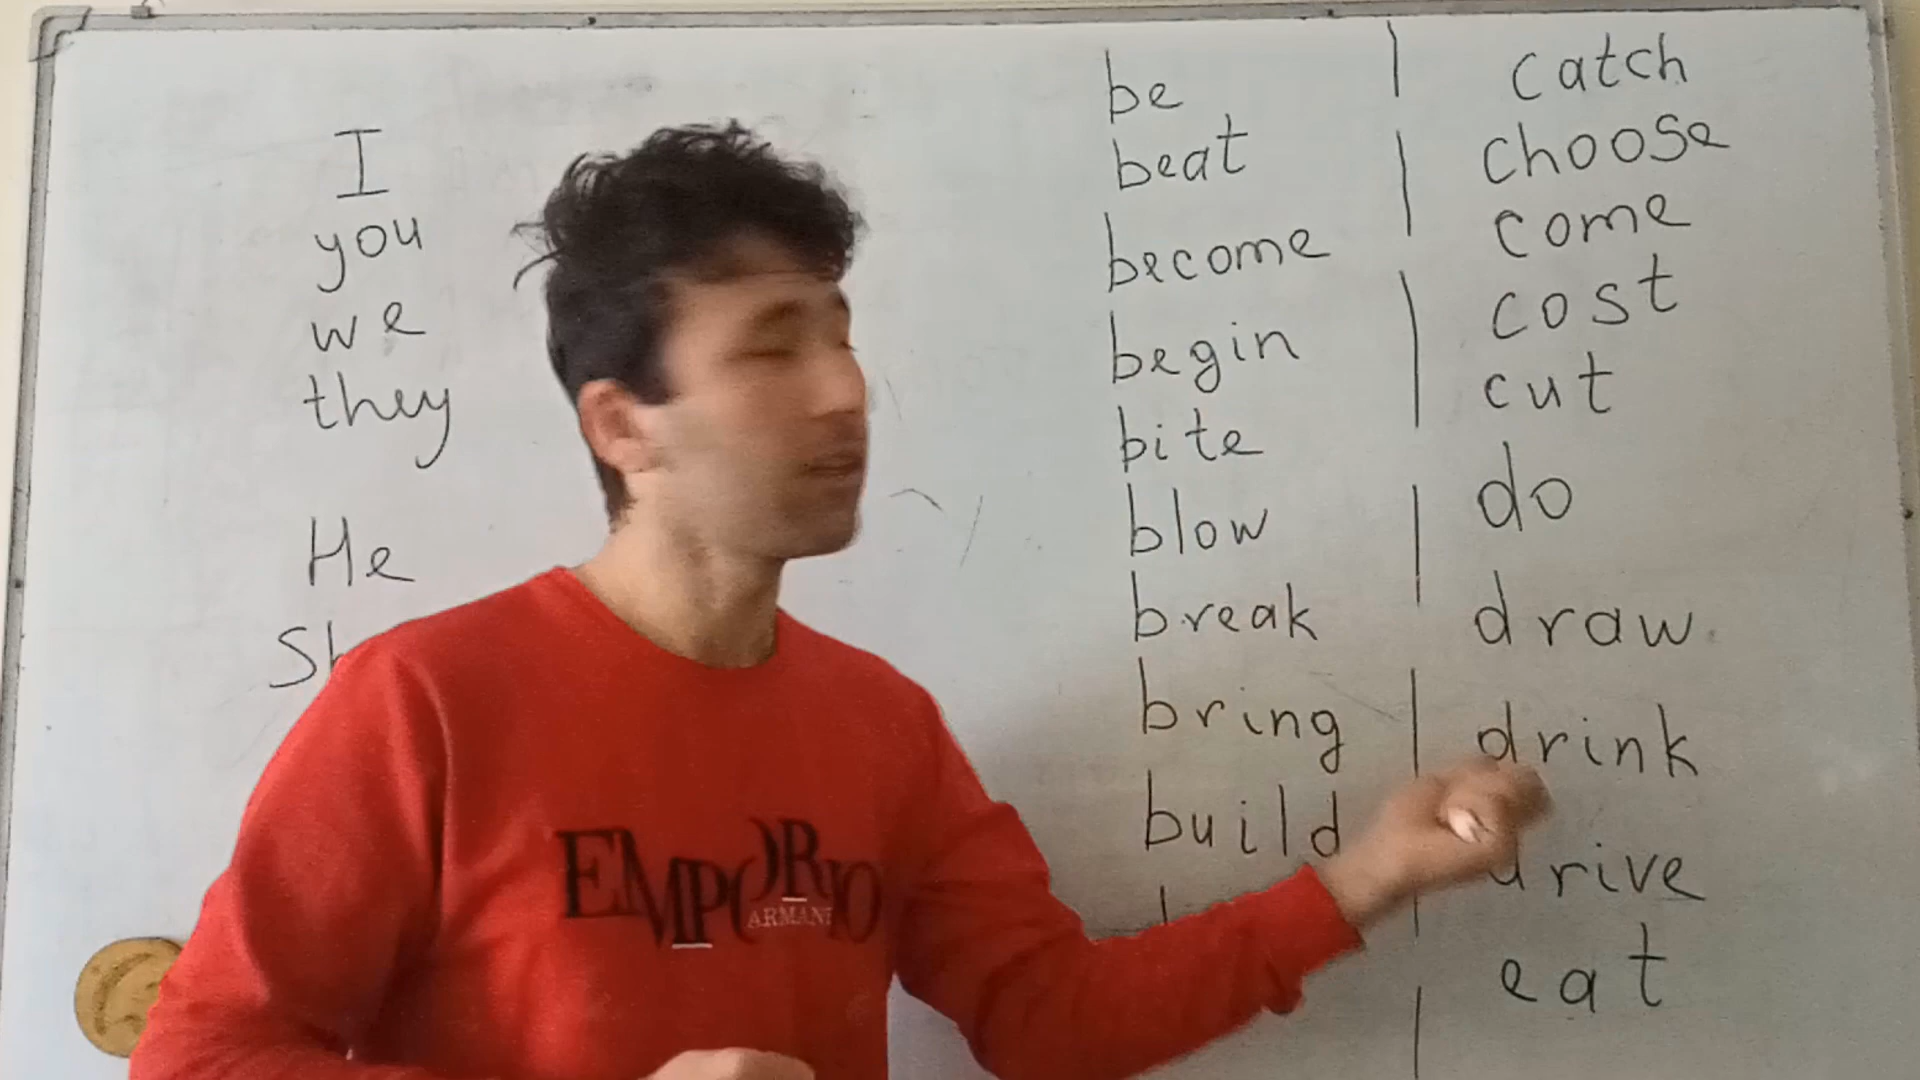 I
you
we
they
He
be
beat
become
begin
bite
blow
break
bring
build
catch
choose
come
cost
cut
do
draw
drink
drive
eat
EMPORIO
ARMANI